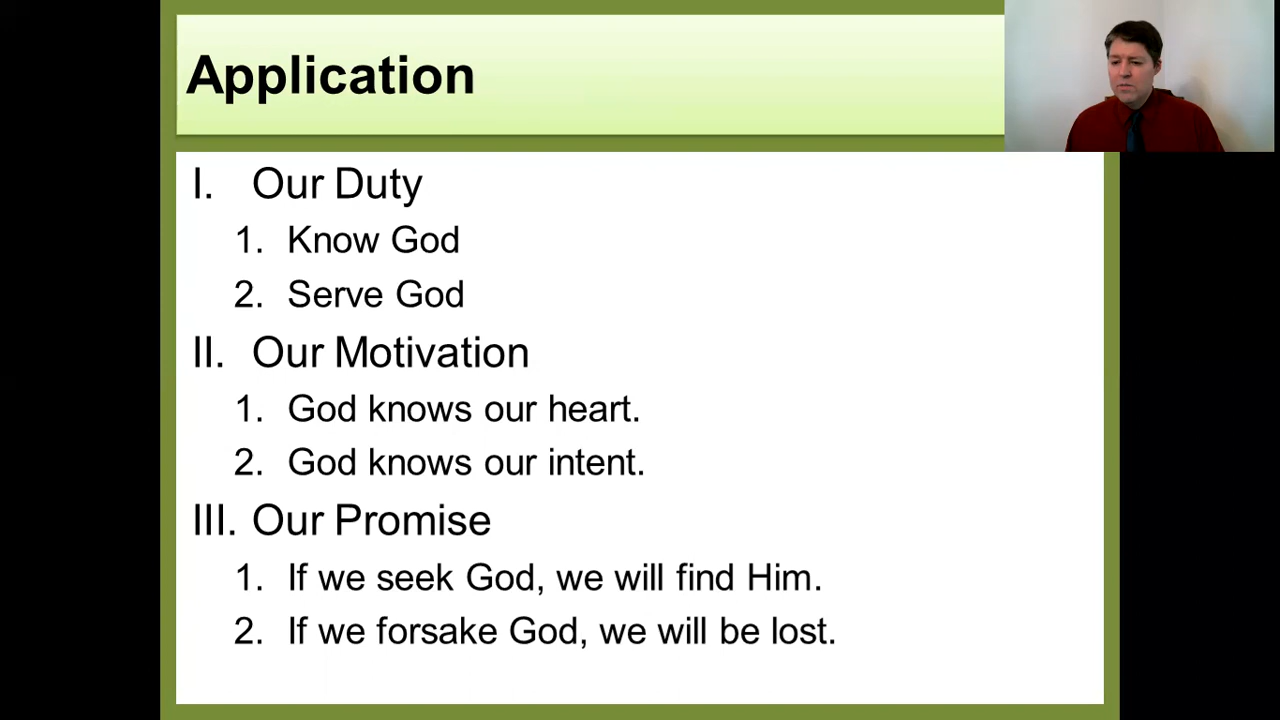 Application
I. Our Duty
1. Know God
2. Serve God
II. Our Motivation
1. God knows our heart.
2. God knows our intent.
III. Our Promise
1. If we seek God, we will find Him.
2. If we forsake God, we will be lost.